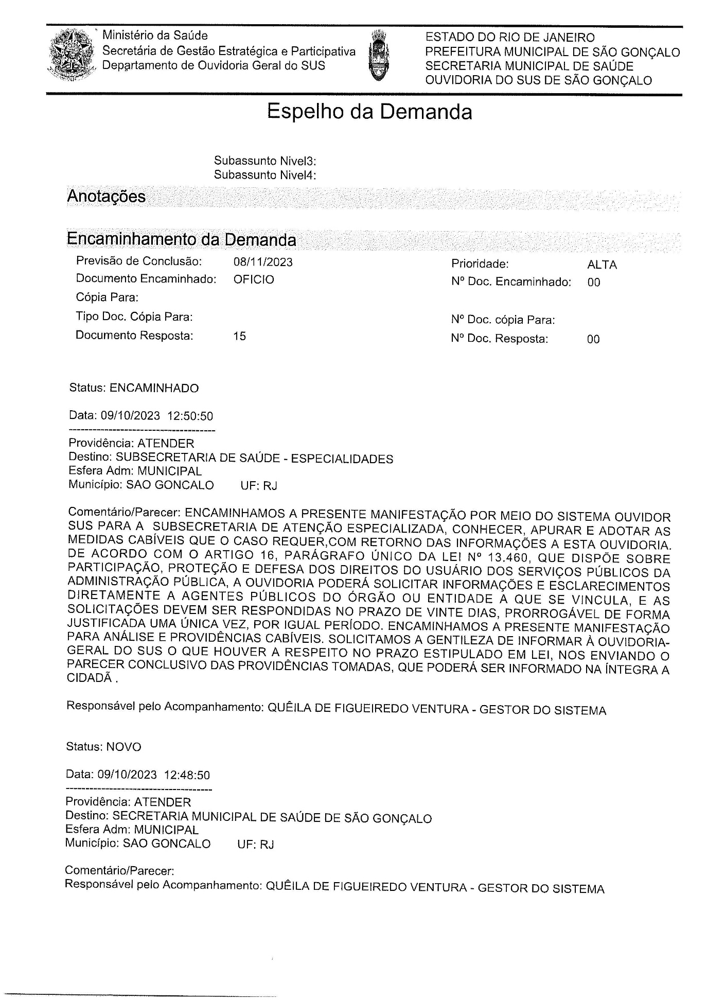 Ministério da Saúde
Secretária de Gestão Estratégica e Participativa
Departamento de Ouvidoria Geral do SUS
ESTADO DO RIO DE JANEIRO
PREFEITURA MUNICIPAL DE SÃO GONÇALO
SECRETARIA MUNICIPAL DE SAÚDE
OUVIDORIA DO SUS DE SÃO GONÇALO
Espelho da Demanda
Subassunto Nivel3:
Subassunto Nivel4:
Anotações
Encaminhamento da Demanda
Previsão de Conclusão: 08/11/2023 Prioridade: ALTA
Documento Encaminhado: OFICIO Nº Doc. Encaminhado: 00
Cópia Para:
Tipo Doc. Cópia Para: Nº Doc. cópia Para:
Documento Resposta: 15 Nº Doc. Resposta: 00
Status: ENCAMINHADO
Data: 09/10/2023 12:50:50
--------------------------------------
Providência: ATENDER
Destino: SUBSECRETARIA DE SAÚDE - ESPECIALIDADES
Esfera Adm: MUNICIPAL
Município: SAO GONCALO UF: RJ
Comentário/Parecer: ENCAMINHAMOS A PRESENTE MANIFESTAÇÃO POR MEIO DO SISTEMA OUVIDOR
SUS PARA A SUBSECRETARIA DE ATENÇÃO ESPECIALIZADA, CONHECER, APURAR E ADOTAR AS
MEDIDAS CABÍVEIS QUE O CASO REQUER,COM RETORNO DAS INFORMAÇÕES A ESTA OUVIDORIA.
DE ACORDO COM O ARTIGO 16, PARÁGRAFO ÚNICO DA LEI Nº 13.460, QUE DISPÕE SOBRE
PARTICIPAÇÃO, PROTEÇÃO E DEFESA DOS DIREITOS DO USUÁRIO DOS SERVIÇOS PÚBLICOS DA
ADMINISTRAÇÃO PÚBLICA, A OUVIDORIA PODERÁ SOLICITAR INFORMAÇÕES E ESCLARECIMENTOS
DIRETAMENTE A AGENTES PÚBLICOS DO ÓRGÃO OU ENTIDADE A QUE SE VINCULA, E AS
SOLICITAÇÕES DEVEM SER RESPONDIDAS NO PRAZO DE VINTE DIAS, PRORROGÁVEL DE FORMA
JUSTIFICADA UMA ÚNICA VEZ, POR IGUAL PERÍODO. ENCAMINHAMOS A PRESENTE MANIFESTAÇÃO
PARA ANÁLISE E PROVIDÊNCIAS CABÍVEIS. SOLICITAMOS A GENTILEZA DE INFORMAR À OUVIDORIA-
GERAL DO SUS O QUE HOUVER A RESPEITO NO PRAZO ESTIPULADO EM LEI, NOS ENVIANDO O
PARECER CONCLUSIVO DAS PROVIDÊNCIAS TOMADAS, QUE PODERÁ SER INFORMADO NA ÍNTEGRA A
CIDADÃ .
Responsável pelo Acompanhamento: QUÊILA DE FIGUEIREDO VENTURA - GESTOR DO SISTEMA
Status: NOVO
Data: 09/10/2023 12:48:50
--------------------------------------
Providência: ATENDER
Destino: SECRETARIA MUNICIPAL DE SAÚDE DE SÃO GONÇALO
Esfera Adm: MUNICIPAL
Município: SAO GONCALO UF: RJ
Comentário/Parecer:
Responsável pelo Acompanhamento: QUÊILA DE FIGUEIREDO VENTURA - GESTOR DO SISTEMA